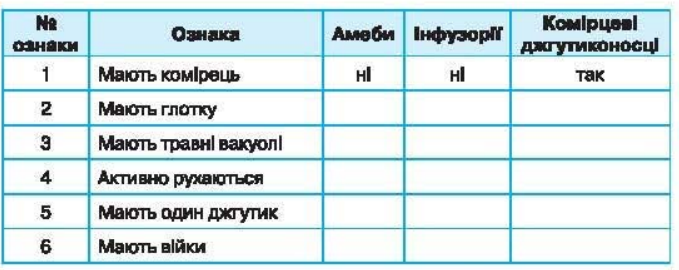 № ознаки Ознака Амеби Інфузорії Комірцеві джгутиконосці
1 Мають комірець ні ні так
2 Мають глотку
3 Мають травні вакуолі
4 Активно рухаються
5 Мають один джгутик
6 Мають війки